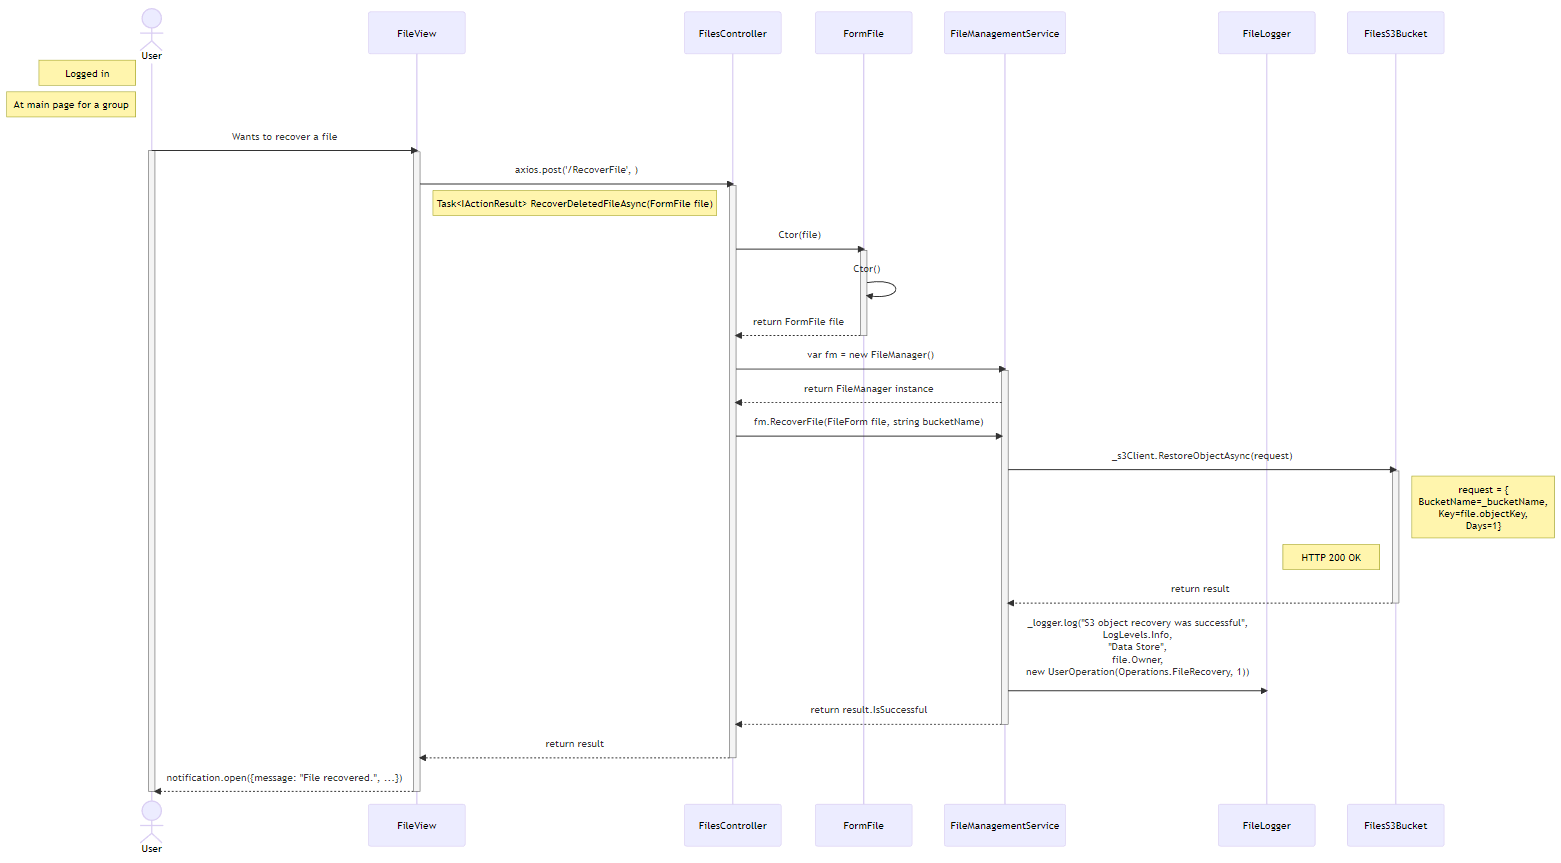 User
FileView
FilesController
FormFile
FileManagementService
FileLogger
FilesS3Bucket
Logged in
At main page for a group
Wants to recover a file
axios.post('/RecoverFile', )
Task<IActionResult> RecoverDeletedFileAsync(FormFile file)
Ctor(file)
Ctor()
return FormFile file
var fm = new FileManager()
return FileManager instance
fm.RecoverFile(FileForm file, string bucketName)
_s3Client.RestoreObjectAsync(request)
request = {
BucketName=_bucketName,
Key=file.objectKey,
Days=1}
HTTP 200 OK
return result
_logger.log("S3 object recovery was successful",
LogLevels.Info,
"Data Store",
file.Owner,
new UserOperation(Operations.FileRecovery, 1))
return result.IsSuccessful
return result
notification.open({message: "File recovered.", ...})
User
FileView
FilesController
FormFile
FileManagementService
FileLogger
FilesS3Bucket